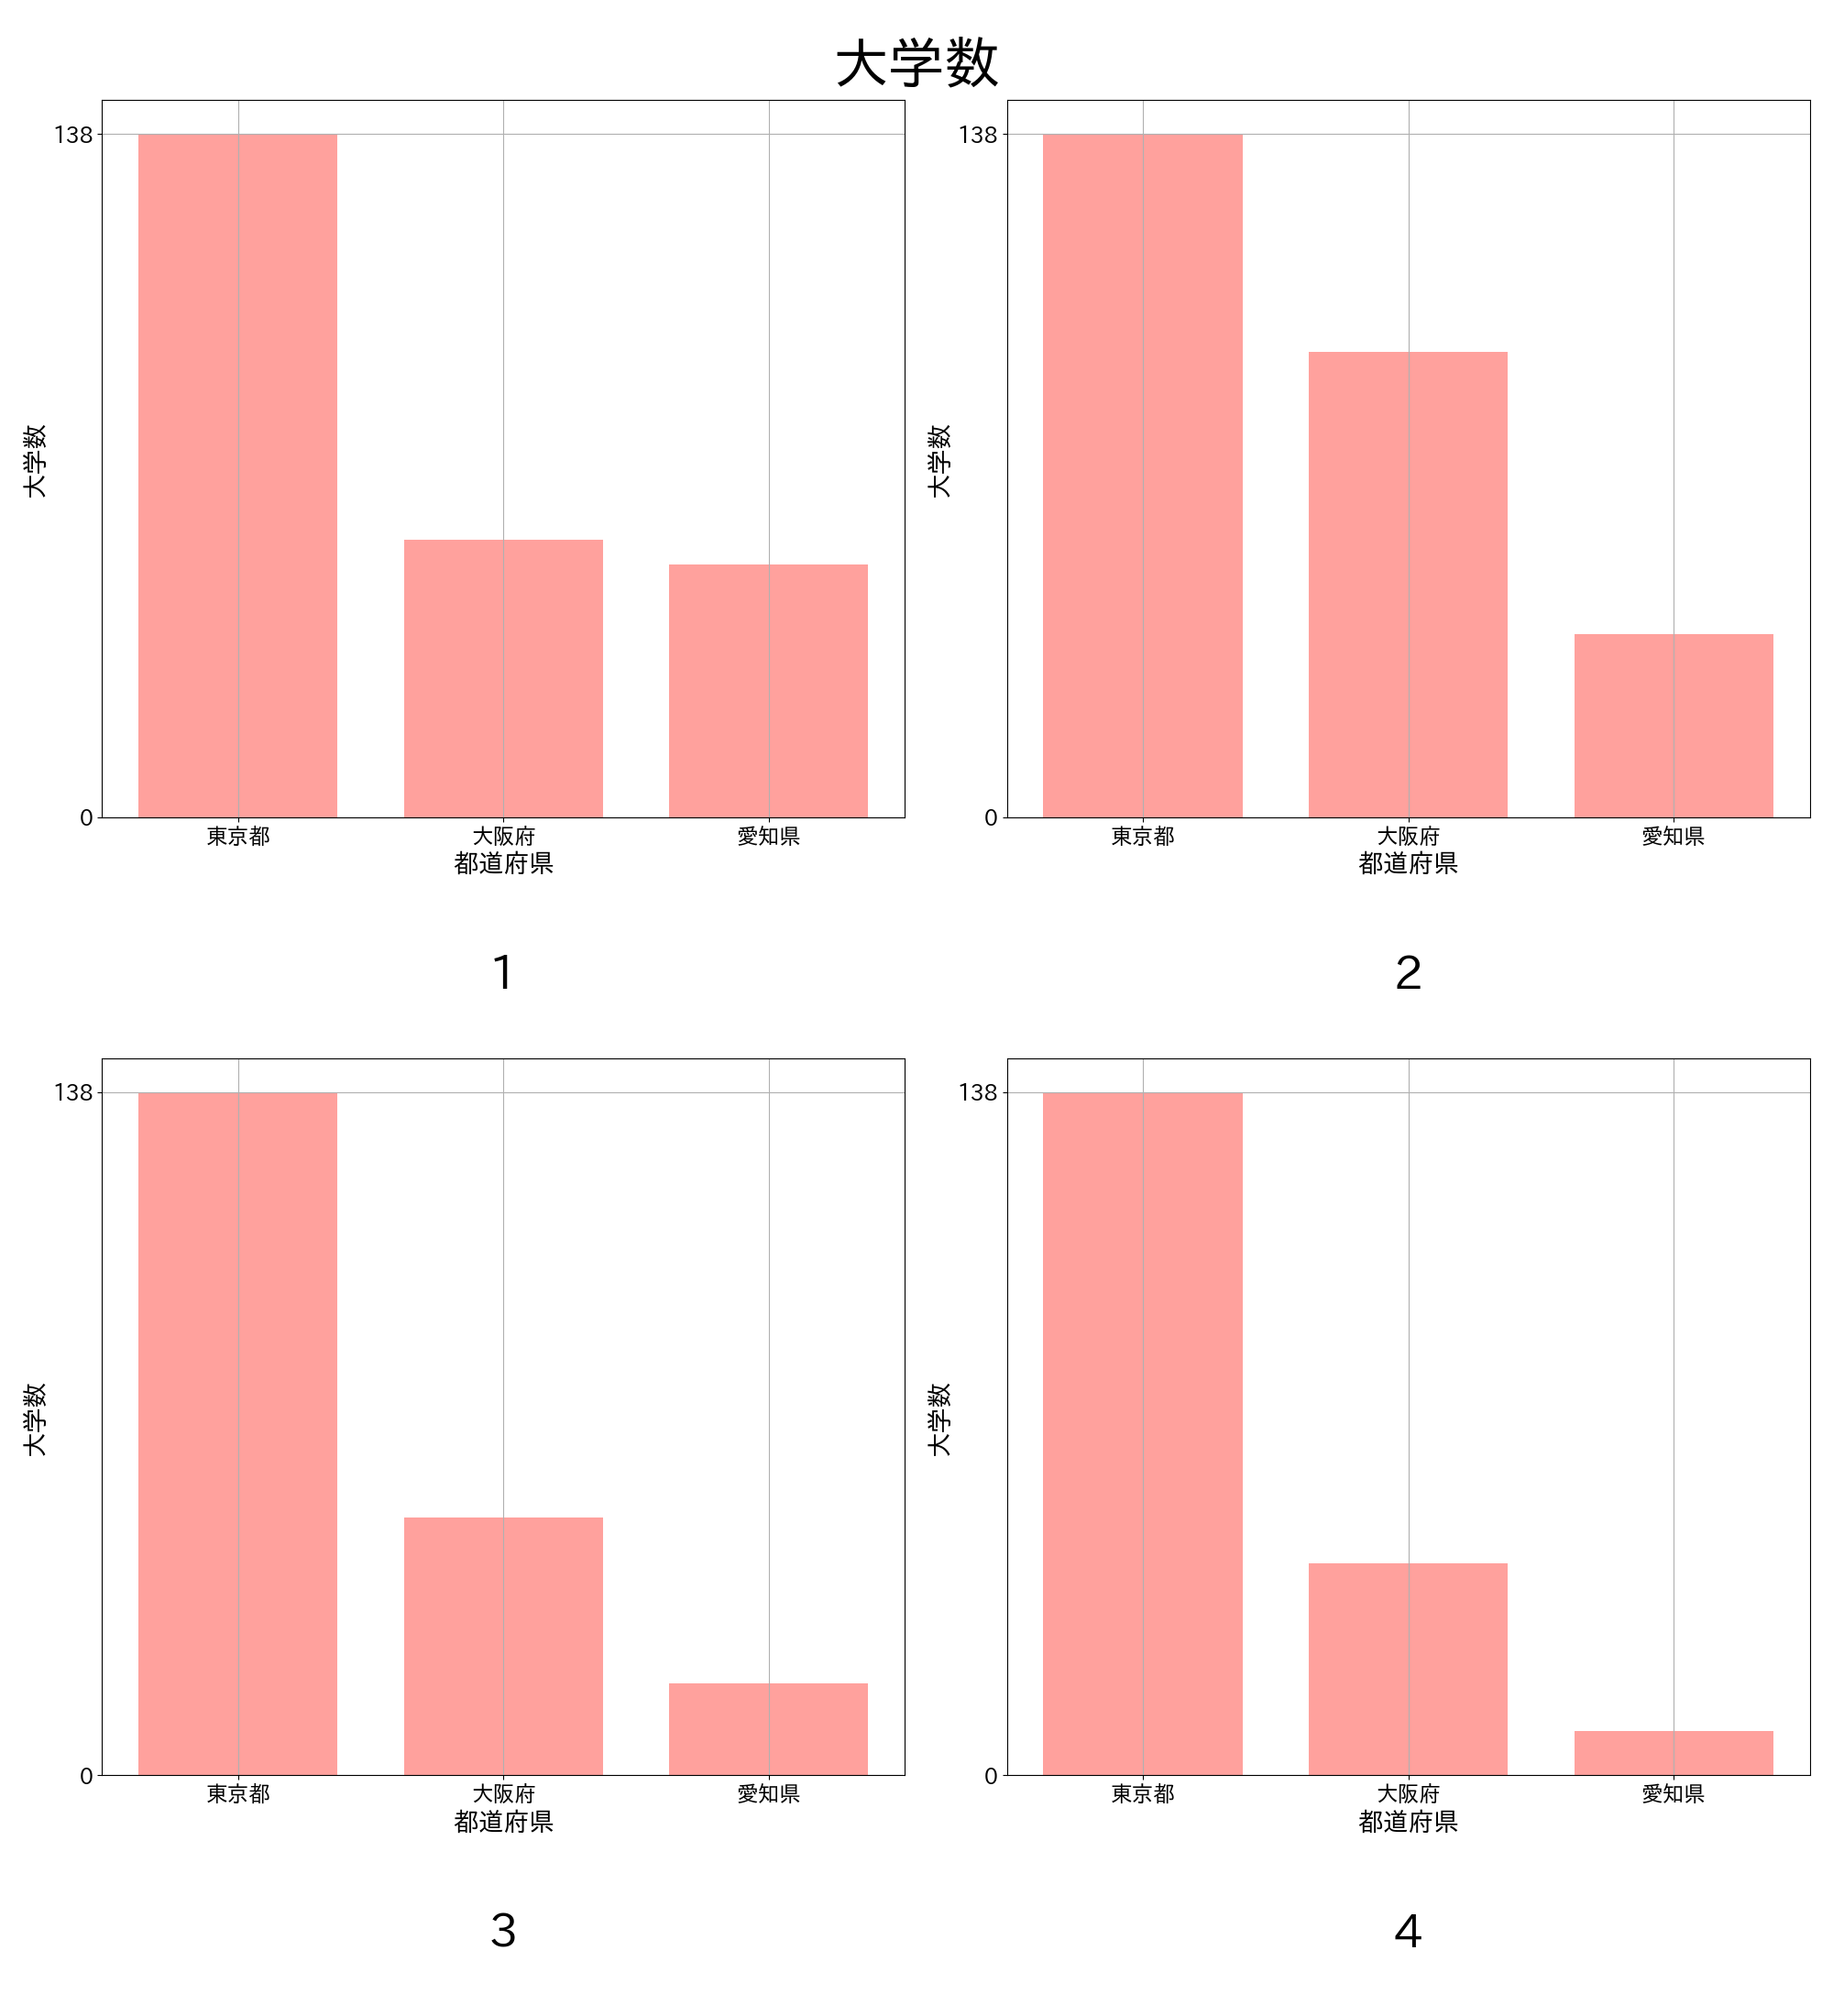 大学数
138
0
大学数
東京都 大阪府 愛知県
都道府県
1
138
0
大学数
東京都 大阪府 愛知県
都道府県
2
138
0
大学数
東京都 大阪府 愛知県
都道府県
3
138
0
大学数
東京都 大阪府 愛知県
都道府県
4